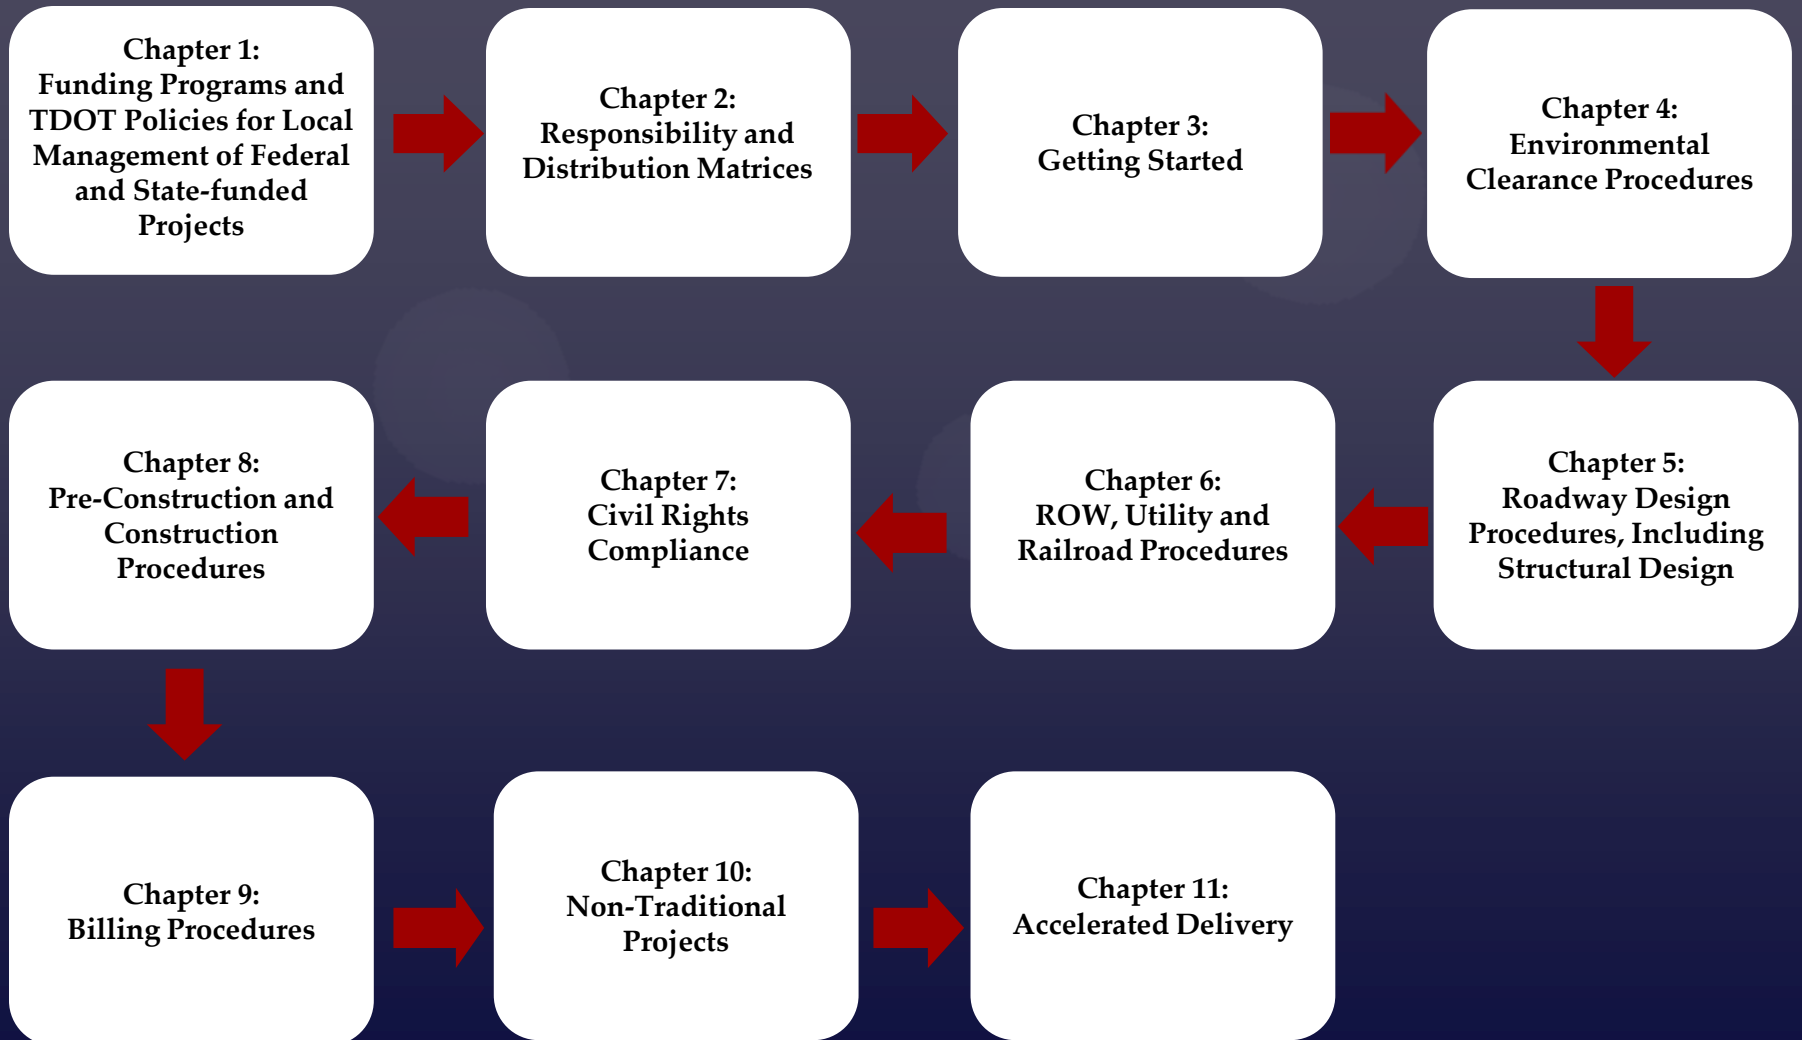 Chapter 1:
Funding Programs and
TDOT Policies for Local
Management of Federal
and State-funded
Projects
Chapter 2:
Responsibility and
Distribution Matrices
Chapter 3:
Getting Started
Chapter 4:
Environmental
Clearance Procedures
Chapter 5:
Roadway Design
Procedures, Including
Structural Design
Chapter 6:
ROW, Utility and
Railroad Procedures
Chapter 7:
Civil Rights
Compliance
Chapter 8:
Pre-Construction and
Construction
Procedures
Chapter 9:
Billing Procedures
Chapter 10:
Non-Traditional
Projects
Chapter 11:
Accelerated Delivery